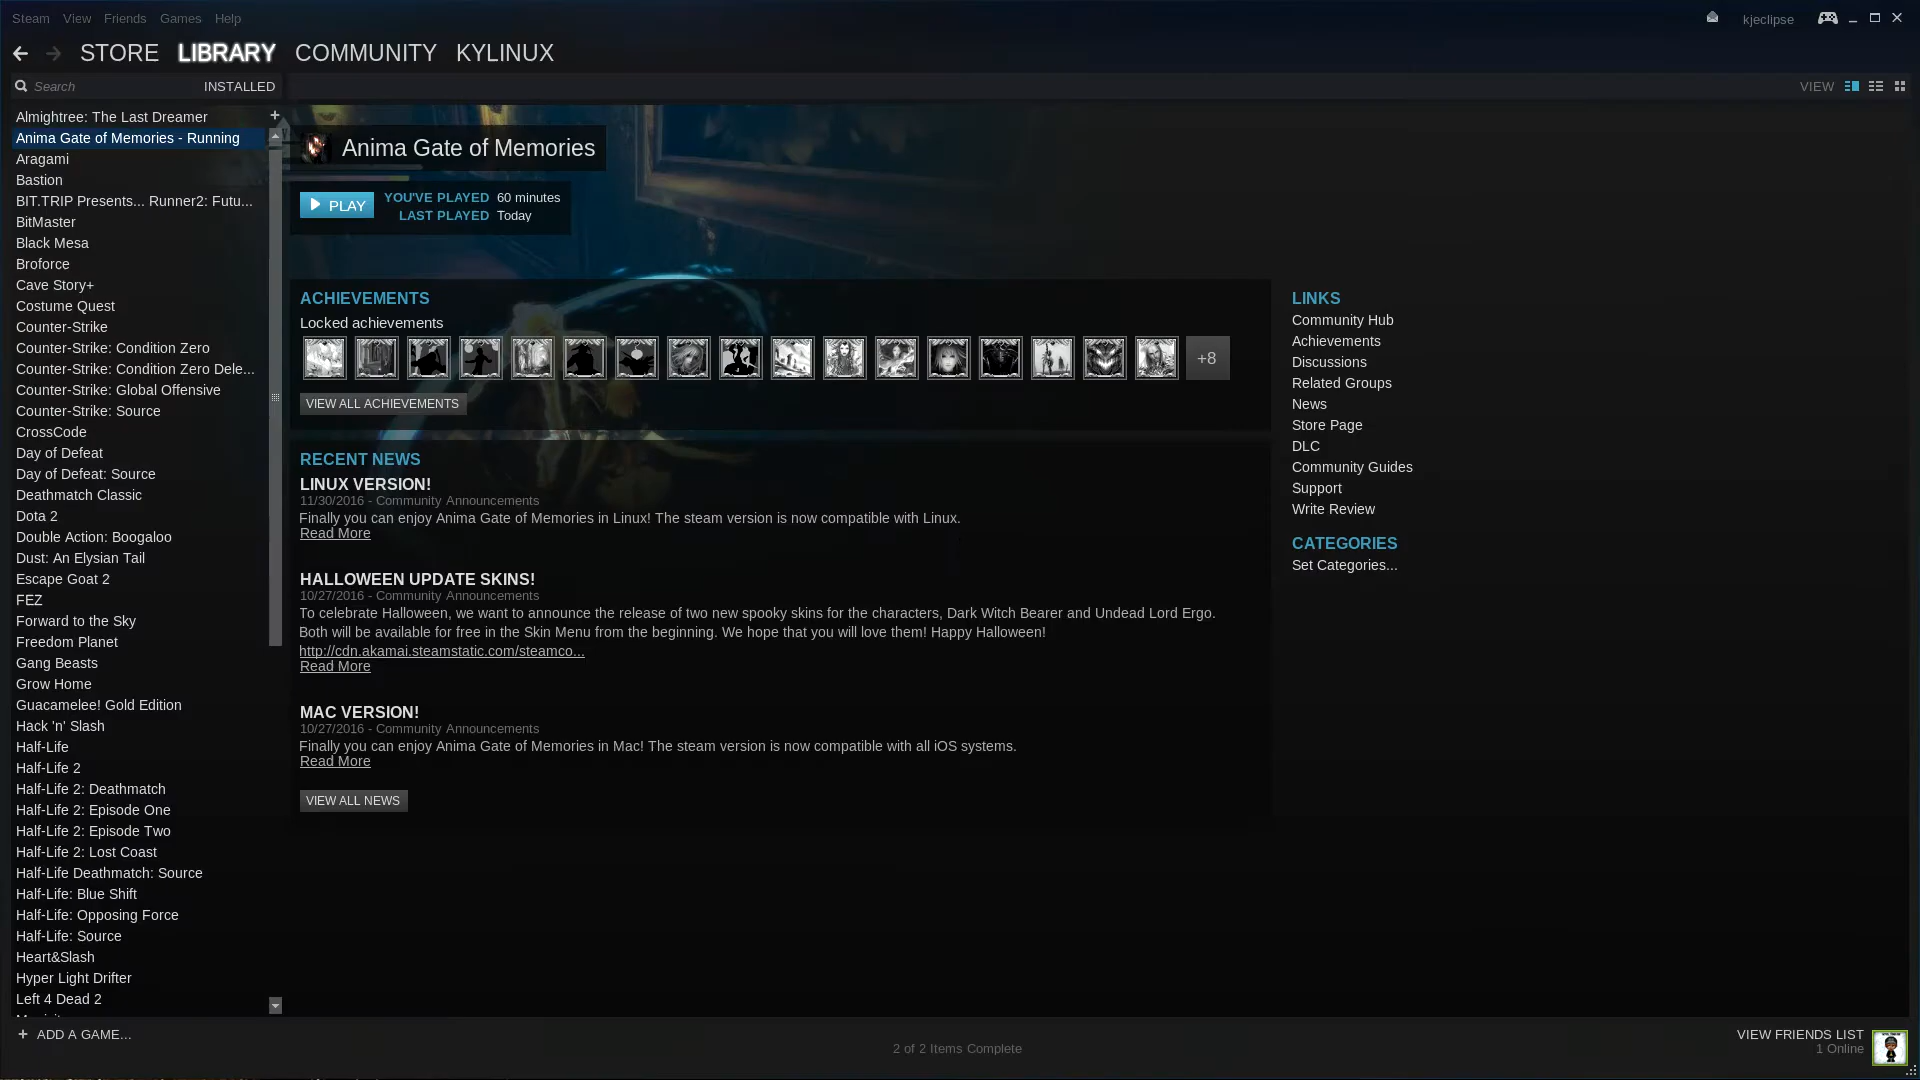 Steam View Friends Games Help
kjeclipse
STORE LIBRARY COMMUNITY KYLINUX
Search INSTALLED
VIEW
Almightree: The Last Dreamer
Anima Gate of Memories - Running
Aragami
Bastion
BIT.TRIP Presents... Runner2: Futu...
BitMaster
Black Mesa
Broforce
Cave Story+
Costume Quest
Counter-Strike
Counter-Strike: Condition Zero
Counter-Strike: Condition Zero Dele...
Counter-Strike: Global Offensive
Counter-Strike: Source
CrossCode
Day of Defeat
Day of Defeat: Source
Deathmatch Classic
Dota 2
Double Action: Boogaloo
Dust: An Elysian Tail
Escape Goat 2
FEZ
Forward to the Sky
Freedom Planet
Gang Beasts
Grow Home
Guacamelee! Gold Edition
Hack 'n' Slash
Half-Life
Half-Life 2
Half-Life 2: Deathmatch
Half-Life 2: Episode One
Half-Life 2: Episode Two
Half-Life 2: Lost Coast
Half-Life Deathmatch: Source
Half-Life: Blue Shift
Half-Life: Opposing Force
Half-Life: Source
Heart&Slash
Hyper Light Drifter
Left 4 Dead 2
+ ADD A GAME...
Anima Gate of Memories
PLAY
YOU'VE PLAYED 60 minutes
LAST PLAYED Today
ACHIEVEMENTS
Locked achievements
+8
VIEW ALL ACHIEVEMENTS
RECENT NEWS
LINUX VERSION!
11/30/2016 - Community Announcements
Finally you can enjoy Anima Gate of Memories in Linux! The steam version is now compatible with Linux.
Read More
HALLOWEEN UPDATE SKINS!
10/27/2016 - Community Announcements
To celebrate Halloween, we want to announce the release of two new spooky skins for the characters, Dark Witch Bearer and Undead Lord Ergo.
Both will be available for free in the Skin Menu from the beginning. We hope that you will love them! Happy Halloween!
http://cdn.akamai.steamstatic.com/steamco...
Read More
MAC VERSION!
10/27/2016 - Community Announcements
Finally you can enjoy Anima Gate of Memories in Mac! The steam version is now compatible with all iOS systems.
Read More
VIEW ALL NEWS
LINKS
Community Hub
Achievements
Discussions
Related Groups
News
Store Page
DLC
Community Guides
Support
Write Review
CATEGORIES
Set Categories...
2 of 2 Items Complete
VIEW FRIENDS LIST
1 Online